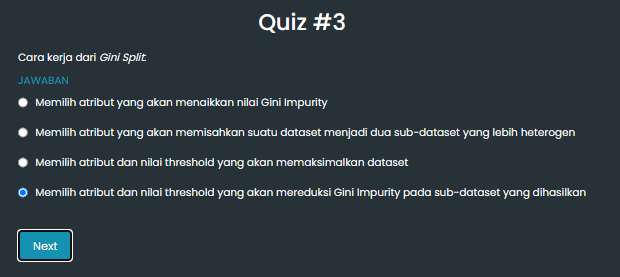 Quiz #3
Cara kerja dari Gini Split:
JAWABAN
Memilih atribut yang akan menaikkan nilai Gini Impurity
Memilih atribut yang akan memisahkan suatu dataset menjadi dua sub-dataset yang lebih heterogen
Memilih atribut dan nilai threshold yang akan memaksimalkan dataset
Memilih atribut dan nilai threshold yang akan mereduksi Gini Impurity pada sub-dataset yang dihasilkan
Next